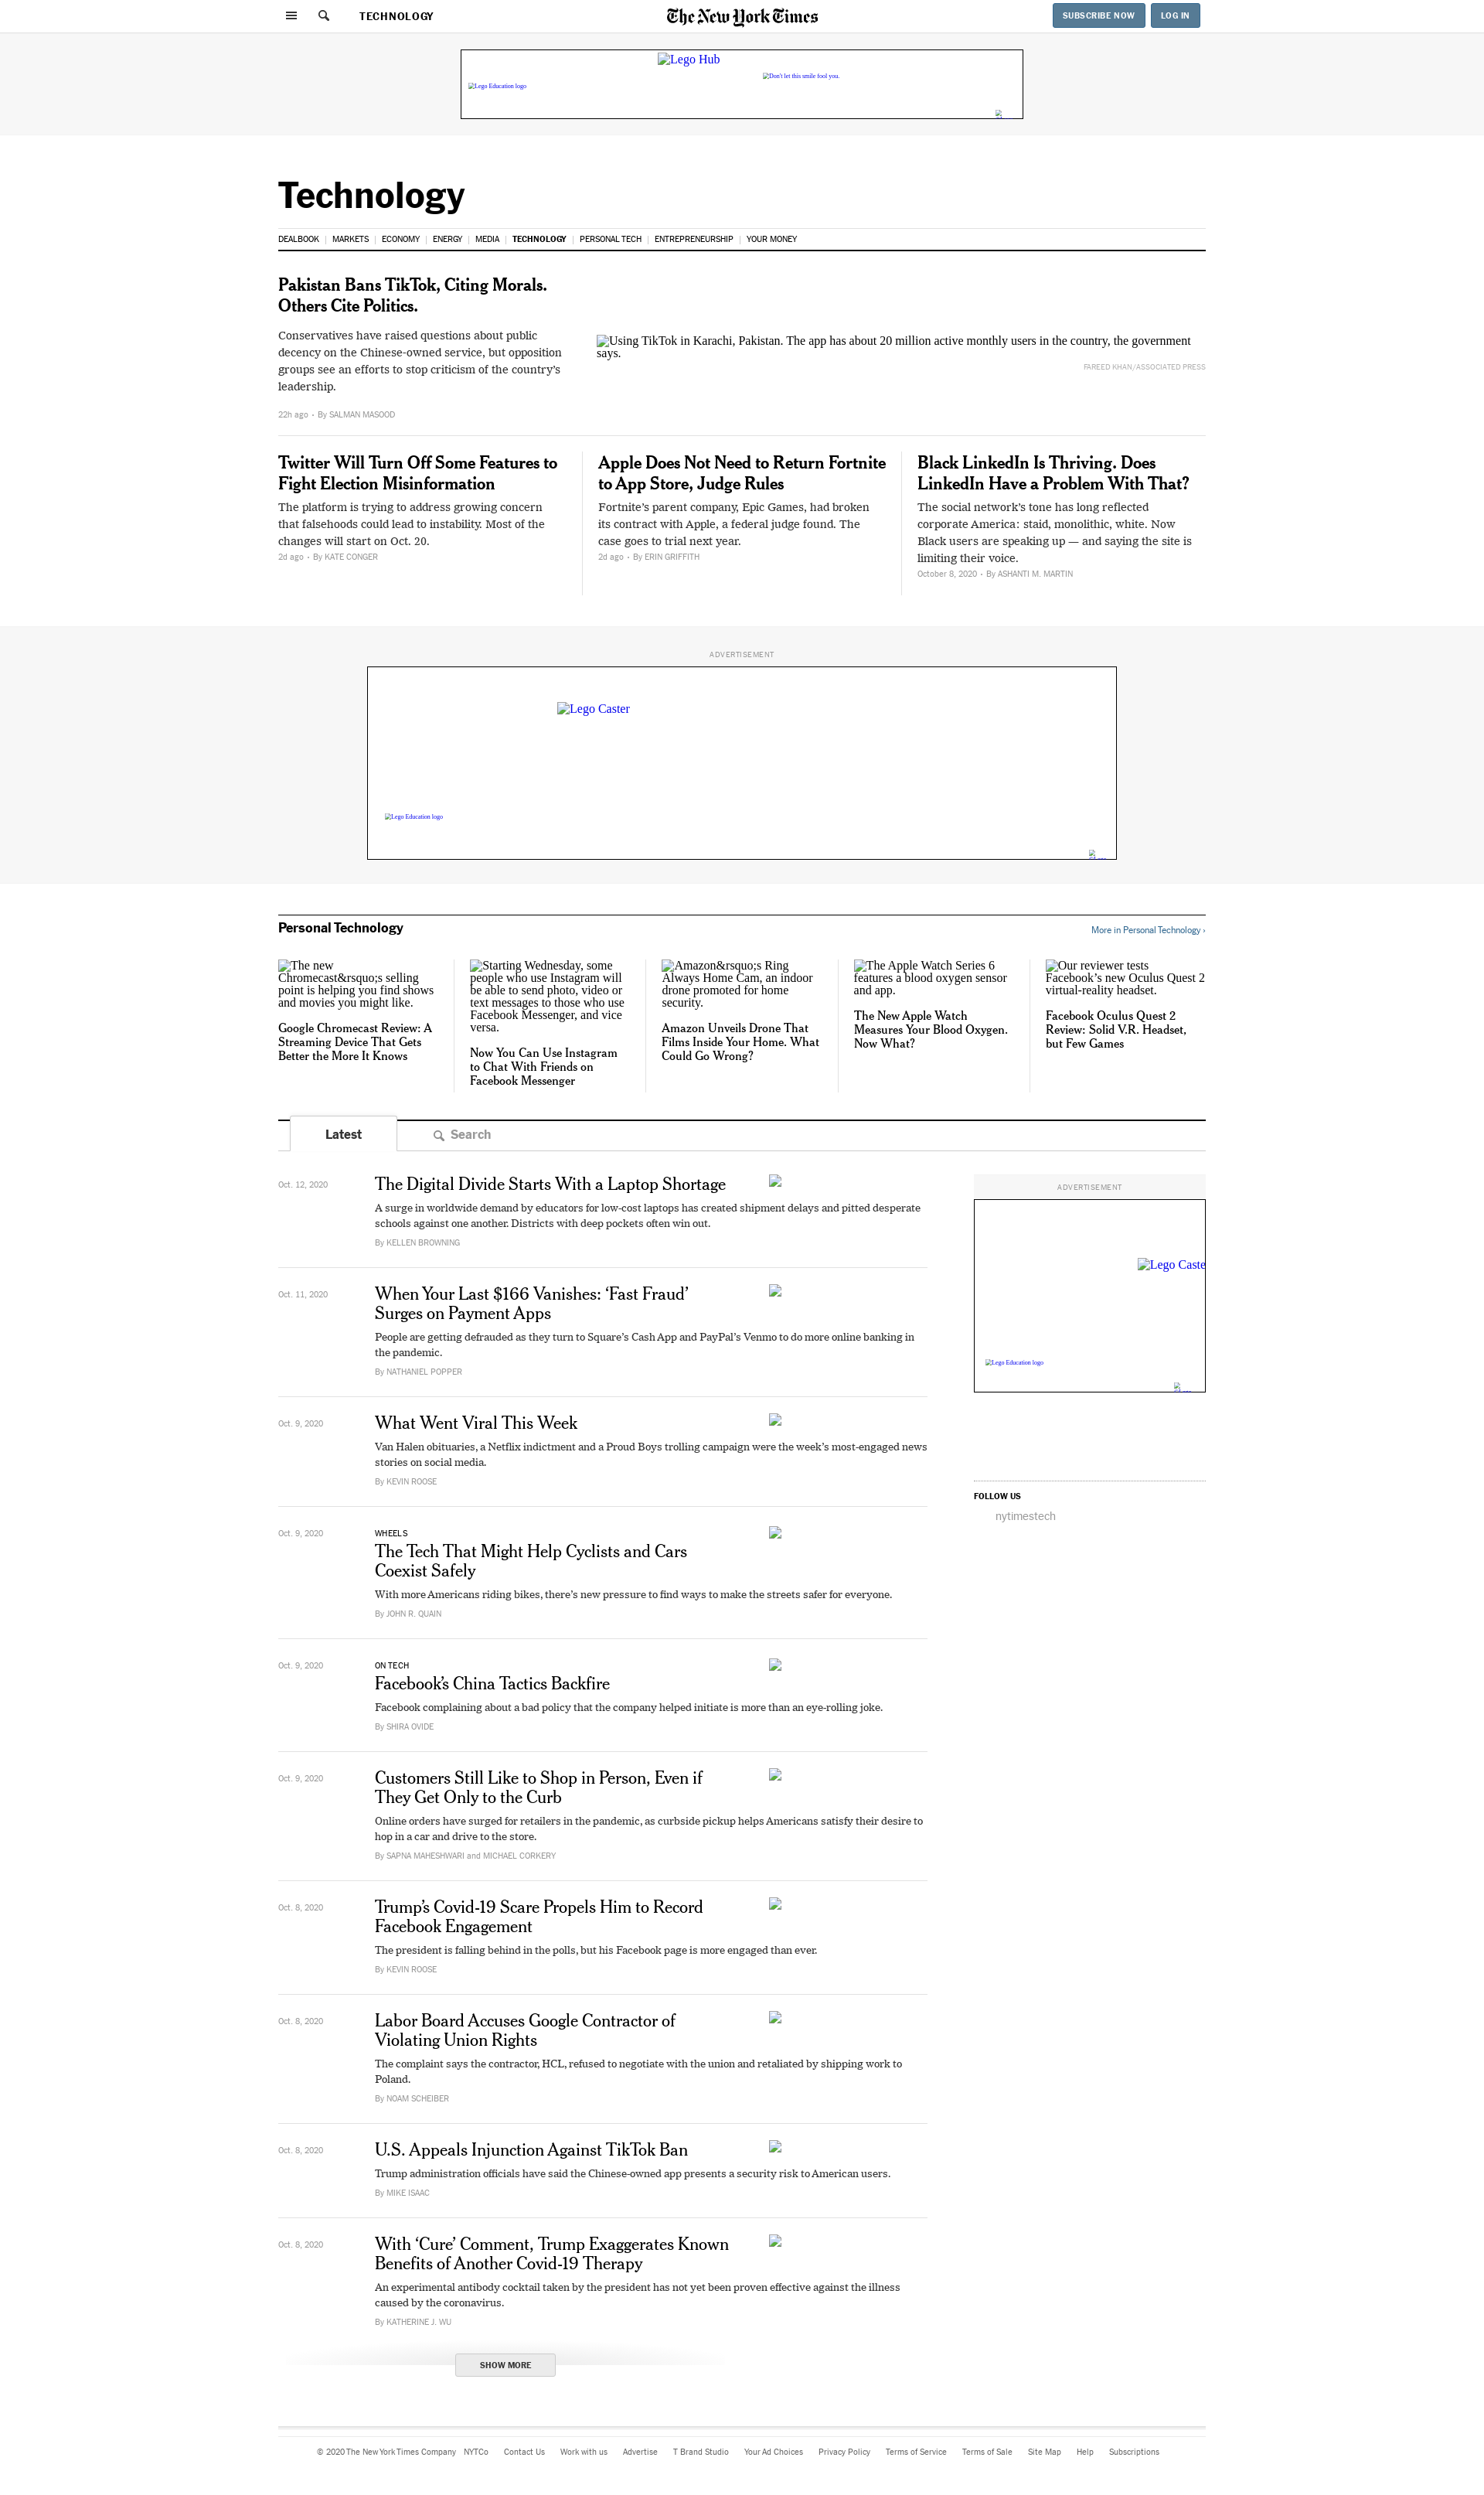 TECHNOLOGY
The New York Times
SUBSCRIBE NOW
LOG IN
Lego Hub
Don't let this smile fool you.
Lego Education logo
Technology
DEALBOOK | MARKETS | ECONOMY | ENERGY | MEDIA | TECHNOLOGY | PERSONAL TECH | ENTREPRENEURSHIP | YOUR MONEY
Pakistan Bans TikTok, Citing Morals.
Others Cite Politics.
Conservatives have raised questions about public
decency on the Chinese-owned service, but opposition
groups see an efforts to stop criticism of the country’s
leadership.
22h ago • By SALMAN MASOOD
Using TikTok in Karachi, Pakistan. The app has about 20 million active monthly users in the country, the government
says.
FAREED KHAN/ASSOCIATED PRESS
Twitter Will Turn Off Some Features to
Fight Election Misinformation
The platform is trying to address growing concern
that falsehoods could lead to instability. Most of the
changes will start on Oct. 20.
2d ago • By KATE CONGER
Apple Does Not Need to Return Fortnite
to App Store, Judge Rules
Fortnite’s parent company, Epic Games, had broken
its contract with Apple, a federal judge found. The
case goes to trial next year.
2d ago • By ERIN GRIFFITH
Black LinkedIn Is Thriving. Does
LinkedIn Have a Problem With That?
The social network’s tone has long reflected
corporate America: staid, monolithic, white. Now
Black users are speaking up — and saying the site is
limiting their voice.
October 8, 2020 • By ASHANTI M. MARTIN
ADVERTISEMENT
Lego Caster
Lego Education logo
Personal Technology
More in Personal Technology ›
The new
Chromecast&rsquo;s selling
point is helping you find shows
and movies you might like.
Google Chromecast Review: A
Streaming Device That Gets
Better the More It Knows
Starting Wednesday, some
people who use Instagram will
be able to send photo, video or
text messages to those who use
Facebook Messenger, and vice
versa.
Now You Can Use Instagram
to Chat With Friends on
Facebook Messenger
Amazon&rsquo;s Ring
Always Home Cam, an indoor
drone promoted for home
security.
Amazon Unveils Drone That
Films Inside Your Home. What
Could Go Wrong?
The Apple Watch Series 6
features a blood oxygen sensor
and app.
The New Apple Watch
Measures Your Blood Oxygen.
Now What?
Our reviewer tests
Facebook’s new Oculus Quest 2
virtual-reality headset.
Facebook Oculus Quest 2
Review: Solid V.R. Headset,
but Few Games
Latest
Search
Oct. 12, 2020
The Digital Divide Starts With a Laptop Shortage
A surge in worldwide demand by educators for low-cost laptops has created shipment delays and pitted desperate
schools against one another. Districts with deep pockets often win out.
By KELLEN BROWNING
Oct. 11, 2020
When Your Last $166 Vanishes: ‘Fast Fraud’
Surges on Payment Apps
People are getting defrauded as they turn to Square’s Cash App and PayPal’s Venmo to do more online banking in
the pandemic.
By NATHANIEL POPPER
Oct. 9, 2020
What Went Viral This Week
Van Halen obituaries, a Netflix indictment and a Proud Boys trolling campaign were the week’s most-engaged news
stories on social media.
By KEVIN ROOSE
Oct. 9, 2020
WHEELS
The Tech That Might Help Cyclists and Cars
Coexist Safely
With more Americans riding bikes, there’s new pressure to find ways to make the streets safer for everyone.
By JOHN R. QUAIN
Oct. 9, 2020
ON TECH
Facebook’s China Tactics Backfire
Facebook complaining about a bad policy that the company helped initiate is more than an eye-rolling joke.
By SHIRA OVIDE
Oct. 9, 2020
Customers Still Like to Shop in Person, Even if
They Get Only to the Curb
Online orders have surged for retailers in the pandemic, as curbside pickup helps Americans satisfy their desire to
hop in a car and drive to the store.
By SAPNA MAHESHWARI and MICHAEL CORKERY
Oct. 8, 2020
Trump’s Covid-19 Scare Propels Him to Record
Facebook Engagement
The president is falling behind in the polls, but his Facebook page is more engaged than ever.
By KEVIN ROOSE
Oct. 8, 2020
Labor Board Accuses Google Contractor of
Violating Union Rights
The complaint says the contractor, HCL, refused to negotiate with the union and retaliated by shipping work to
Poland.
By NOAM SCHEIBER
Oct. 8, 2020
U.S. Appeals Injunction Against TikTok Ban
Trump administration officials have said the Chinese-owned app presents a security risk to American users.
By MIKE ISAAC
Oct. 8, 2020
With ‘Cure’ Comment, Trump Exaggerates Known
Benefits of Another Covid-19 Therapy
An experimental antibody cocktail taken by the president has not yet been proven effective against the illness
caused by the coronavirus.
By KATHERINE J. WU
SHOW MORE
ADVERTISEMENT
Lego Caste
Lego Education logo
FOLLOW US
nytimestech
© 2020 The New York Times Company NYTCo Contact Us Work with us Advertise T Brand Studio Your Ad Choices Privacy Policy Terms of Service Terms of Sale Site Map Help Subscriptions